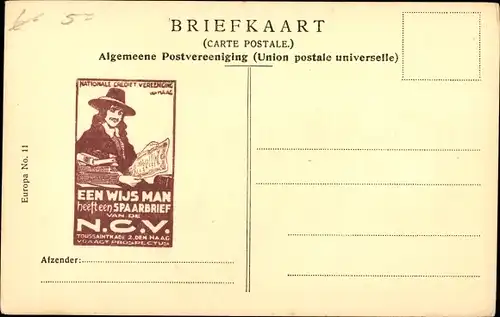 BRIEFKAART
(CARTE POSTALE.)
Algemeene Postvereeniging (Union postale universelle)
NATIONALE CREDIET VEREENIGING
EEN WIJS MAN
heeft een SPAARBRIEF
VAN DE
N.C.V.
TOUSSAINTKADE 2, DEN HAAG
VRAAGT PROSPECTUS
Europa No. 11
Afzender: